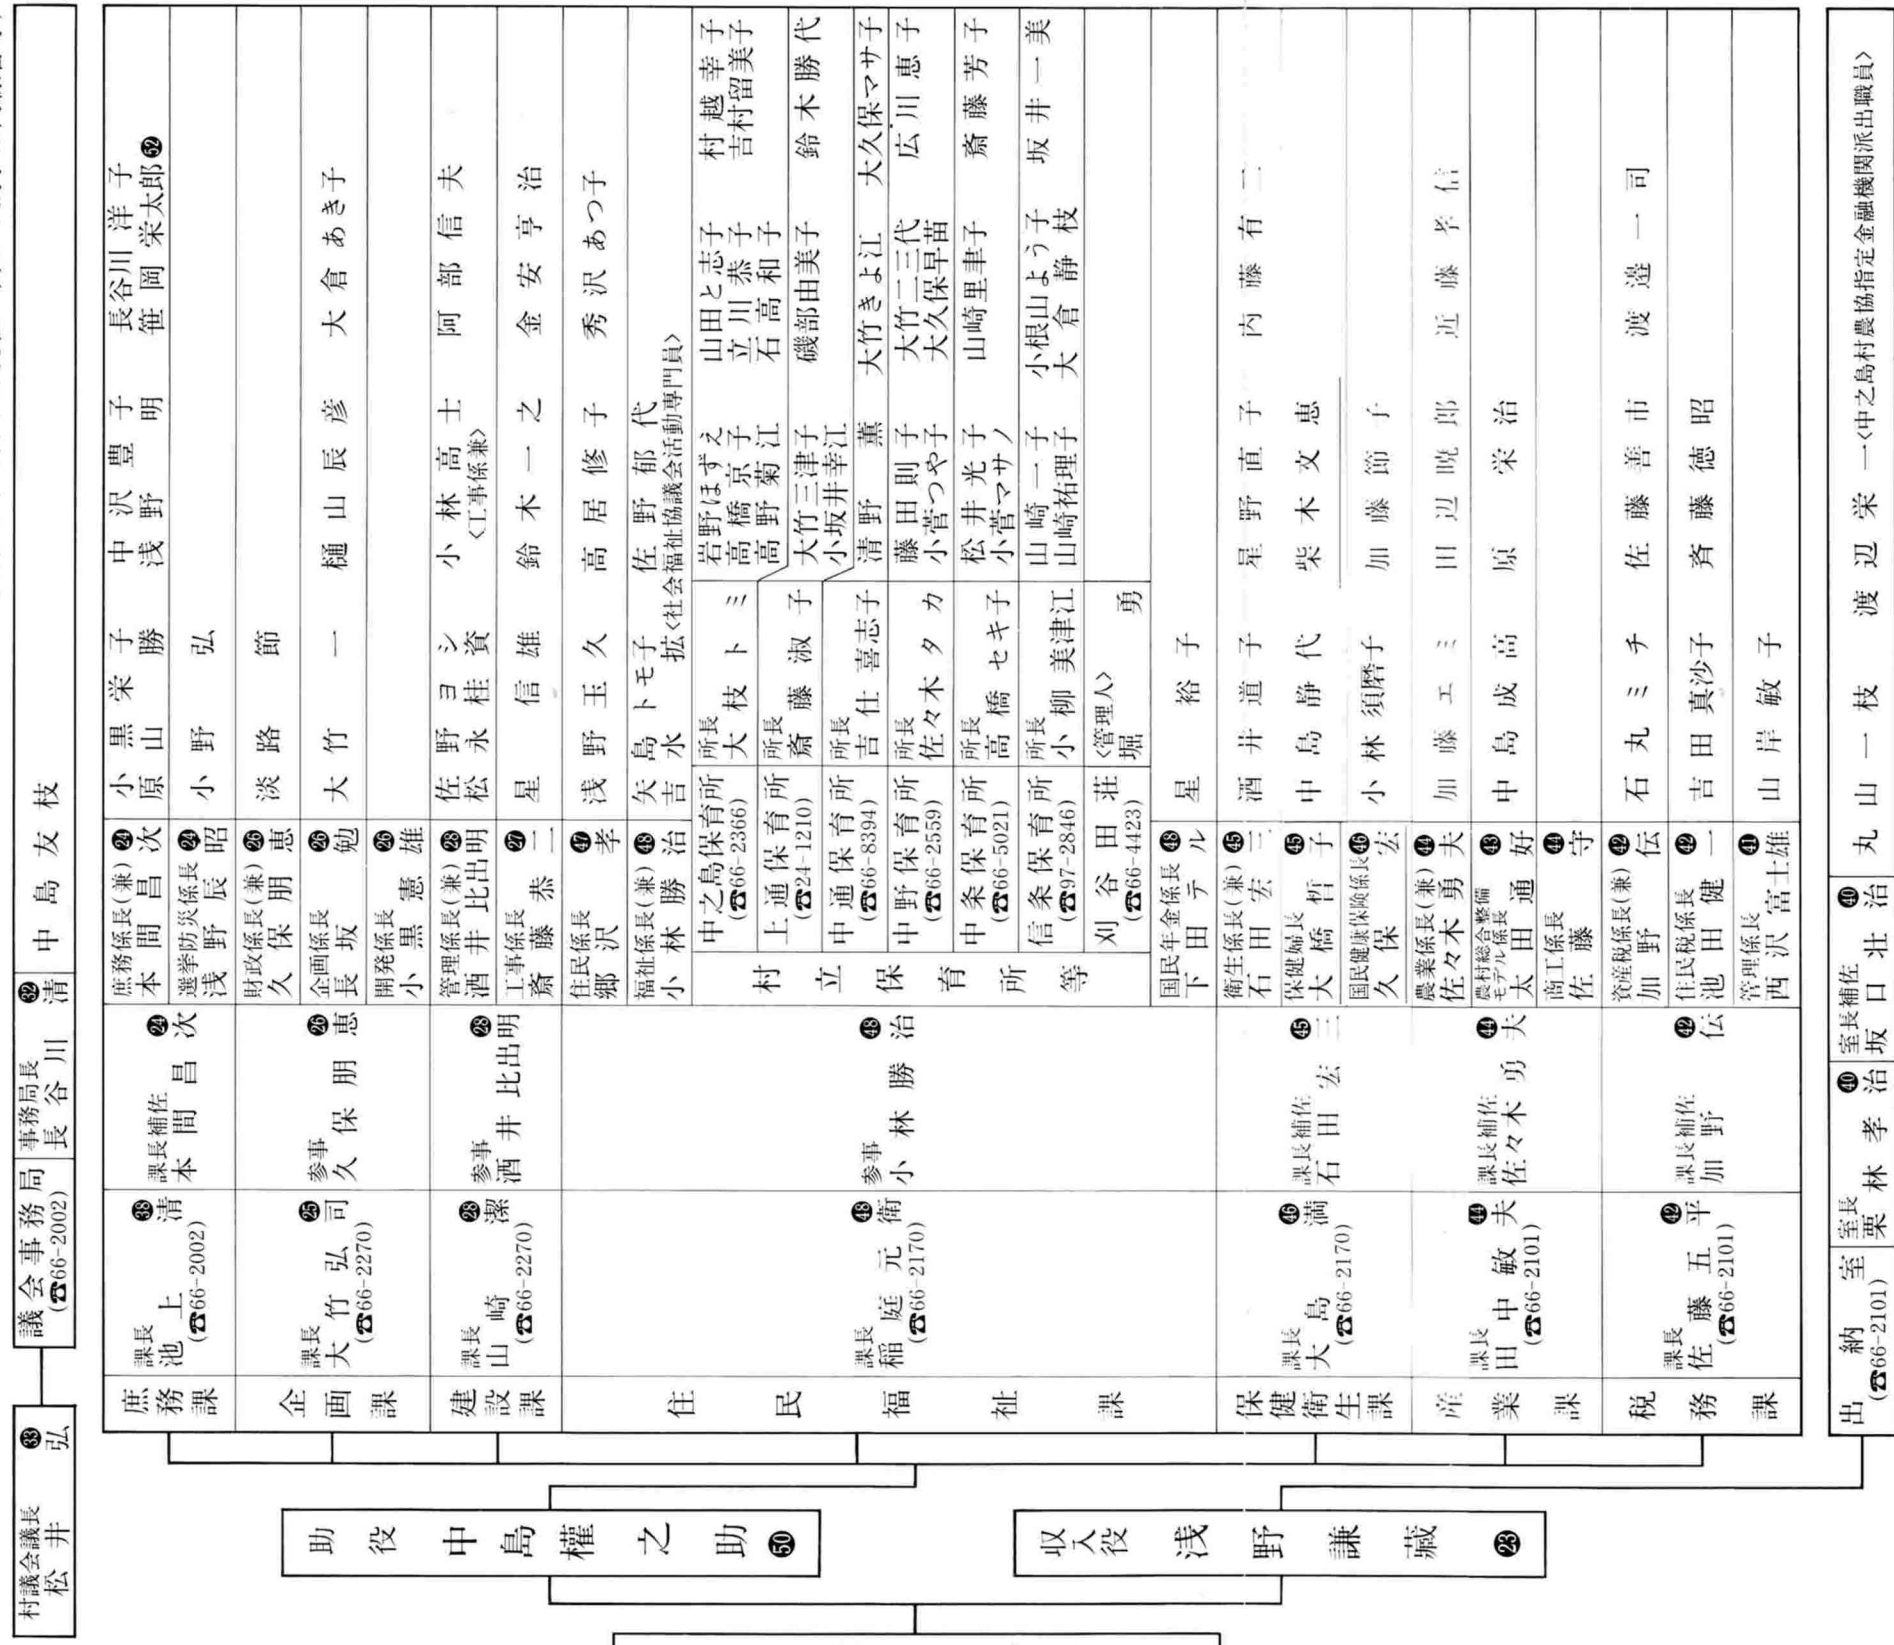 村議会議長 ㉝
松井 弘
議会事務局
(☎66-2002)
事務局長 ㉜
長谷川 清
中島友枝
助役 中島權之助 ㊿
収入役 浅野謙蔵 ㉓
庶務課
課長 ㊳
池上 清
(☎66-2002)
課長補佐 ㉔
本間昌次
庶務係長(兼) ㉔
本間昌次
小黒栄子 中沢豊子 長谷川洋子
原山勝 浅野明 笹岡栄太郎 52
選挙防災係長 ㉔
浅野辰昭
小野弘
企画課
課長 ㉕
大竹弘司
(☎66-2270)
参事 ㉖
久保朋恵
財政係長(兼) ㉖
久保朋恵
淡路節
企画係長 ㉖
長坂勉
大竹一 樋山辰彦 大倉あき子
開発係長 ㉖
小黒憲雄
建設課
課長 ㉘
山崎潔
(☎66-2270)
参事 ㉘
酒井比出明
管理係長(兼) ㉘
酒井比出明
佐野ヨシ 小林高士 阿部信夫
松永桂資 〈工事係兼〉
工事係長 ㉗
斎藤恭二
星信雄 鈴木一之 金安亨治
住民福祉課
課長 ㊽
稲庭元衛
(☎66-2170)
参事 ㊽
小林勝治
住民係長 ㊼
郷沢孝
浅野玉久 高居修子 秀沢あつ子
福祉係長(兼) ㊽
小林勝治
矢島トモ子 佐野郁代
吉水拡〈社会福祉協議会活動専門員〉
村立保育所等
中之島保育所
(☎66-2366)
所長
大枝トミ
岩野ほずえ 山田と志子 村越幸子
高橋京子 立川恭子 吉村留美子
高野菊江 石高和子
上通保育所
(☎24-1210)
所長
斎藤淑子
大竹三津子 磯部由美子 鈴木勝代
小坂井幸江
中通保育所
(☎66-8394)
所長
吉仕喜志子
清野薫 大竹きよ江 大久保マサ子
中野保育所
(☎66-2559)
所長
佐々木タカ
藤田則子 大竹二三代 広川恵子
小菅つや子 大久保早苗
中条保育所
(☎66-5021)
所長
高橋セキ子
松井光子 山崎里聿子 斎藤芳子
小菅マサノ
信条保育所
(☎97-2846)
所長
小柳美津江
山崎一子 小根山よう子 坂井一美
山崎祐理子 大倉静枝
刈谷田荘
(☎66-4423)
〈管理人〉
堀勇
国民年金係長 ㊽
下田テル
星裕子
保健衛生課
課長 ㊻
大島満
(☎66-2170)
課長補佐 ㊺
石田宏三
衛生係長(兼) ㊺
石田宏三
酒井道子 星野直子 内藤有二
保健婦長 ㊺
大橋哲子
中島静代 柴木文恵
国民健康保険係長 ㊻
久保宏
小林須磨子 加藤節子
産業課
課長 ㊹
田中敏夫
(☎66-2101)
課長補佐 ㊹
佐々木勇夫
農業係長(兼) ㊹
佐々木勇夫
加藤エミ 田辺暁郎 近藤孝信
農村総合整備
モデル係長 ㊸
太田通好
中島成高 原栄治
商工係長 ㊹
佐藤守
税務課
課長 ㊷
佐藤五平
(☎66-2101)
課長補佐 ㊷
加野伝
資産税係長(兼) ㊷
加野伝
石丸ミチ 佐藤善市 渡邉一司
住民税係長 ㊷
池田健一
吉田真沙子 斉藤徳昭
管理係長 ㊶
西沢富士雄
山岸敏子
出納室
(☎66-2101)
室長 ㊵
栗林孝治
室長補佐 ㊵
坂口壮治
丸山一枝 渡辺栄一〈中之島村農協指定金融機関派出職員〉